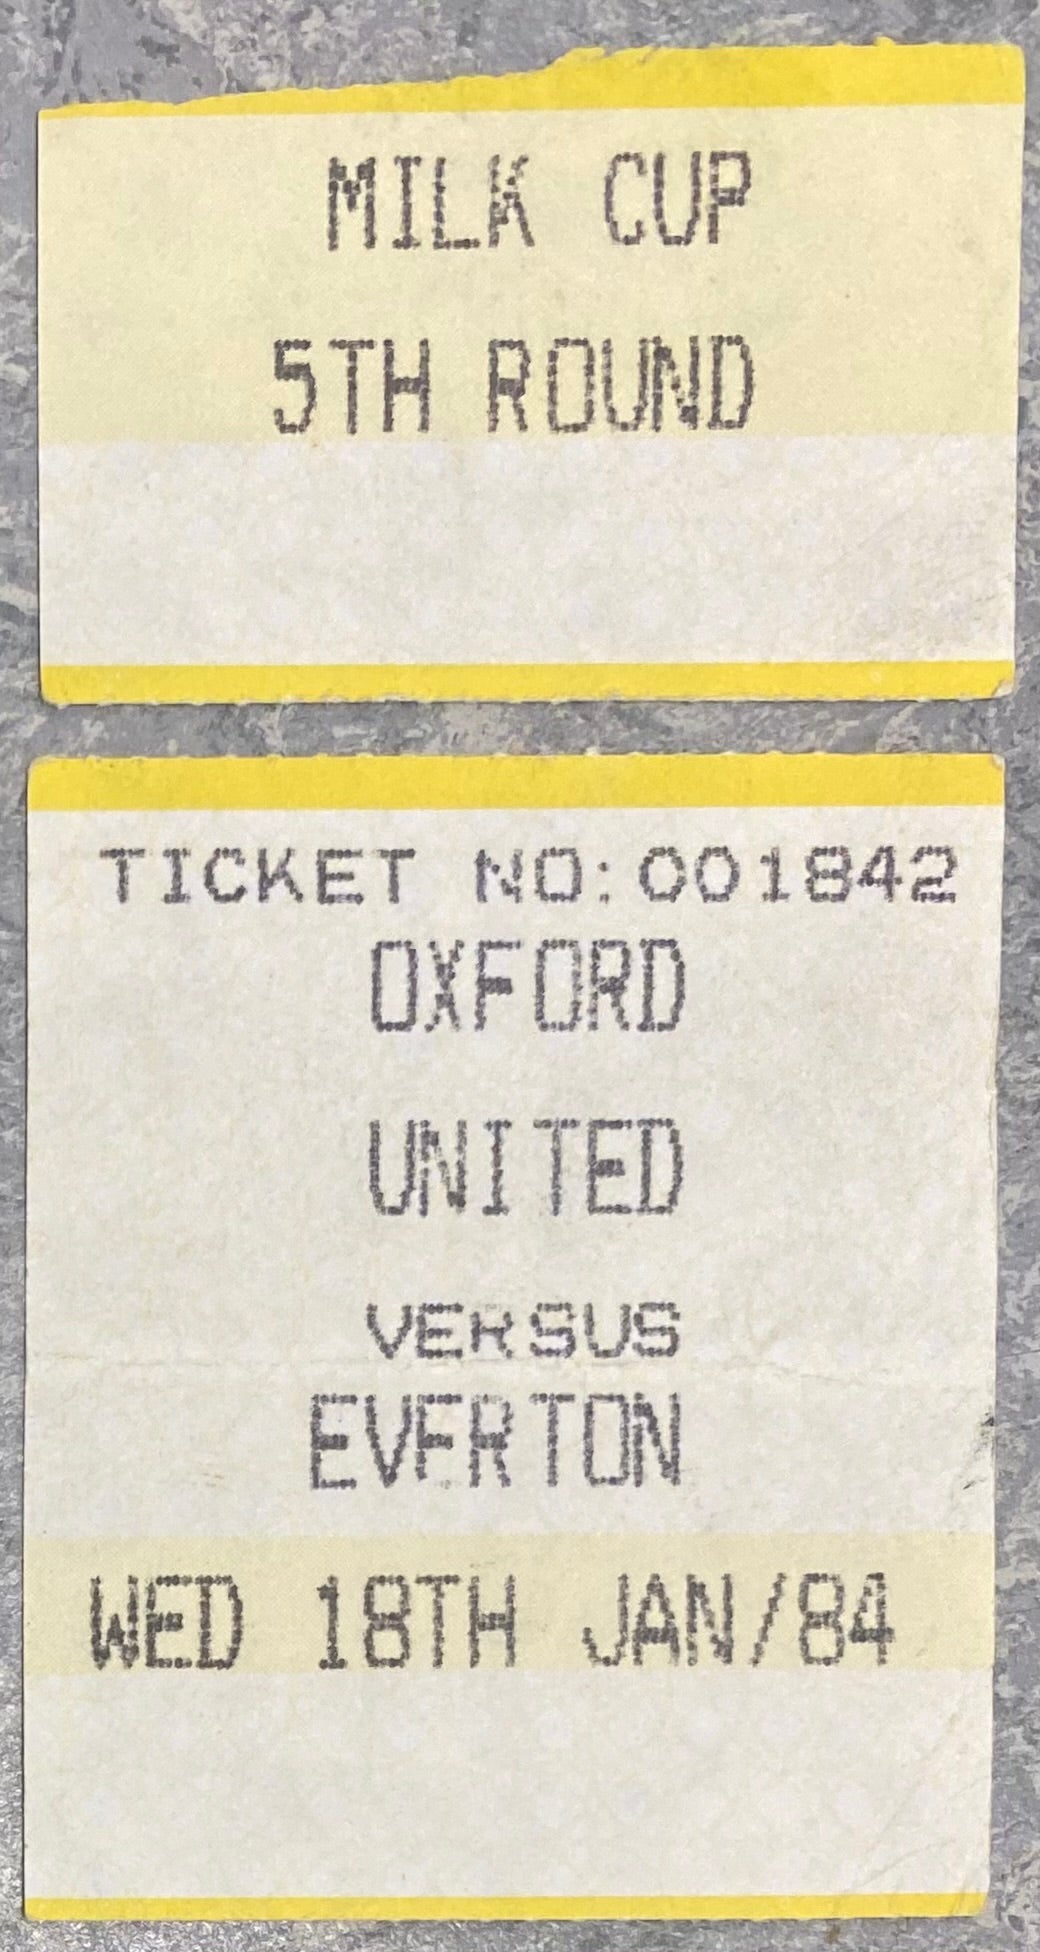 MILK CUP
5TH ROUND
TICKET NO:001842
OXFORD
UNITED
VERSUS
EVERTON
WED 18TH JAN/84